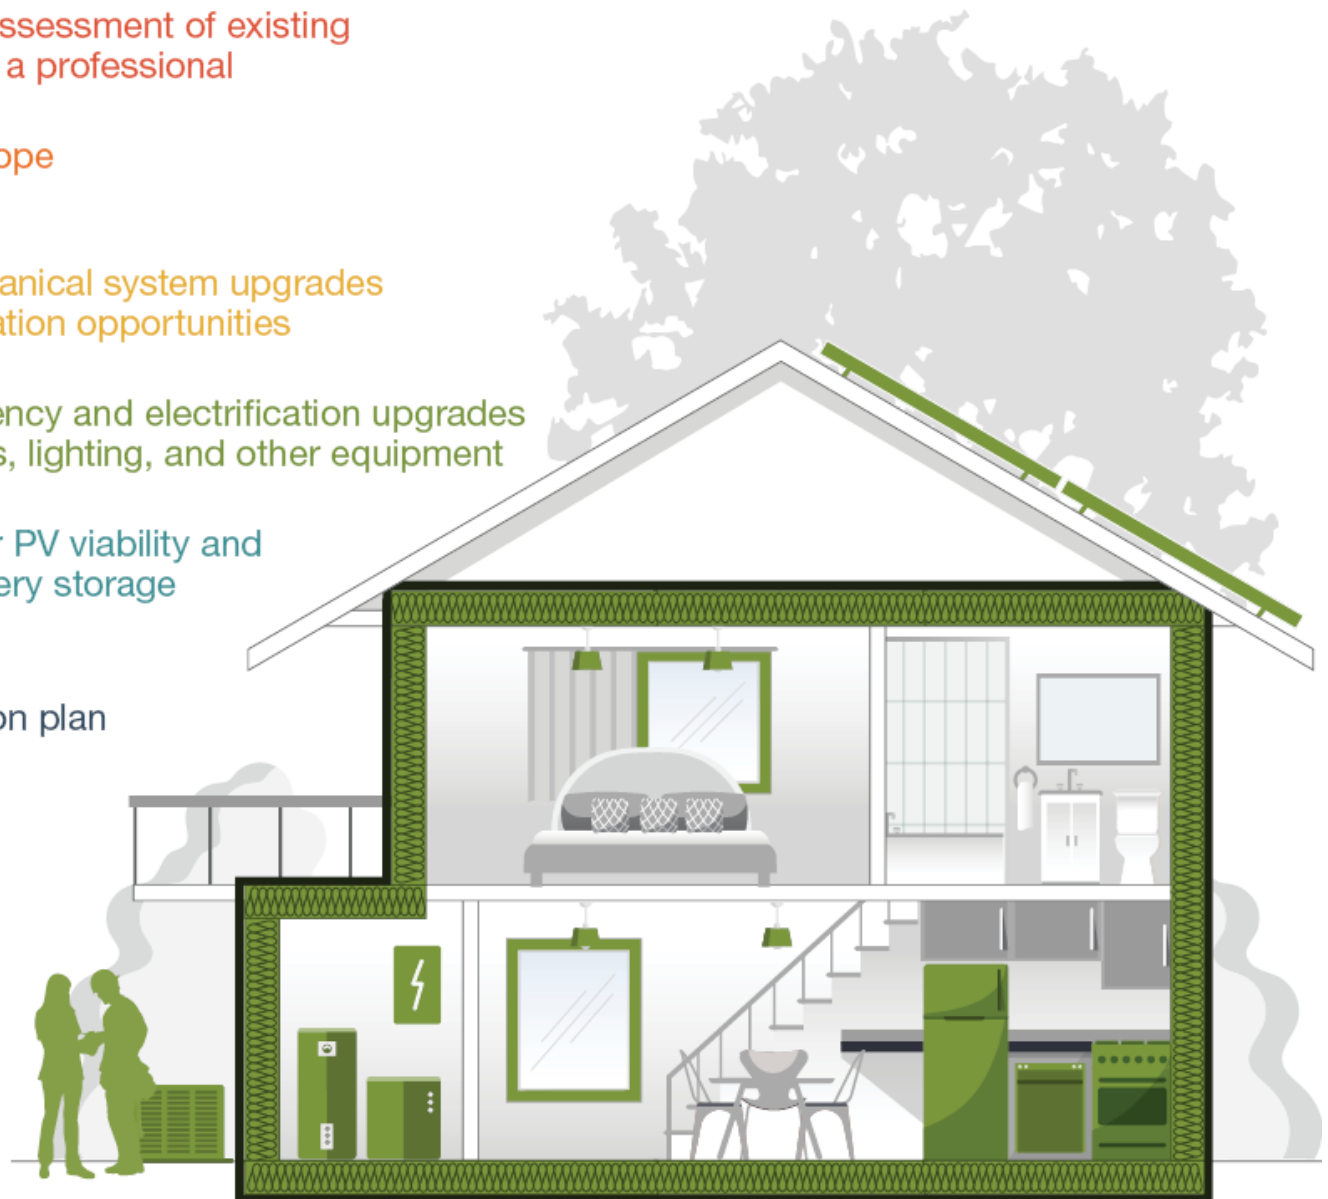 ssessment of existing
a professional
ope
anical system upgrades
ation opportunities
ency and electrification upgrades
s, lighting, and other equipment
r PV viability and
ery storage
on plan